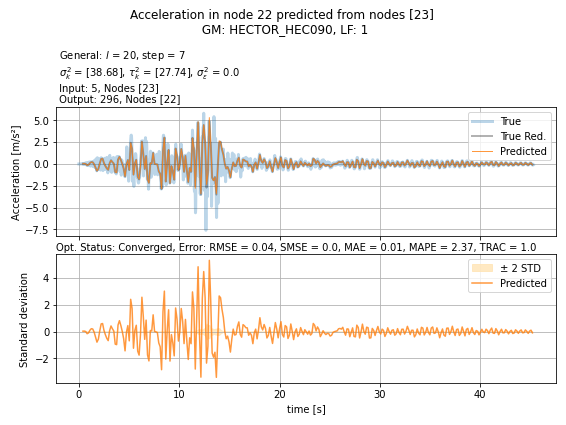 Acceleration in node 22 predicted from nodes [23]
GM: HECTOR_HEC090, LF: 1
General: l = 20, step = 7
σ²ₖ = [38.68], τ²ₖ = [27.74], σ²ε = 0.0
Input: 5, Nodes [23]
Output: 296, Nodes [22]
Acceleration [m/s²]
5.0
2.5
0.0
−2.5
−5.0
−7.5
True
True Red.
Predicted
Opt. Status: Converged, Error: RMSE = 0.04, SMSE = 0.0, MAE = 0.01, MAPE = 2.37, TRAC = 1.0
Standard deviation
4
2
0
−2
± 2 STD
Predicted
0 10 20 30 40
time [s]